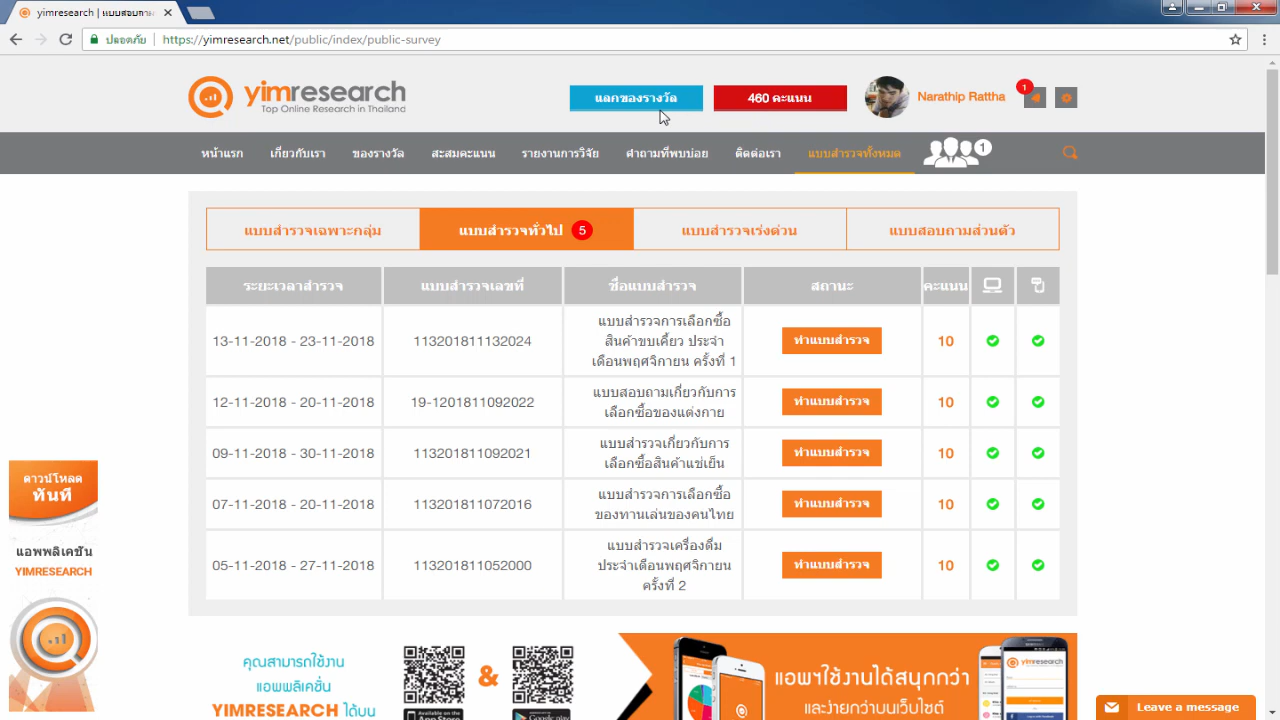 yimresearch | แบบสอบถาม
ปลอดภัย | https://yimresearch.net/public/index/public-survey
yimresearch
Top Online Research in Thailand
แลกของรางวัล
460 คะแนน
Narathip Rattha
1
หน้าแรก เกี่ยวกับเรา ของรางวัล สะสมคะแนน รายงานการวิจัย คำถามที่พบบ่อย ติดต่อเรา แบบสำรวจทั้งหมด 1
แบบสำรวจเฉพาะกลุ่ม แบบสำรวจทั่วไป 5 แบบสำรวจเร่งด่วน แบบสอบถามส่วนตัว
ระยะเวลาสำรวจ แบบสำรวจเลขที่ ชื่อแบบสำรวจ สถานะ คะแนน
13-11-2018 - 23-11-2018 113201811132024
แบบสำรวจการเลือกซื้อ
สินค้าขบเคี้ยว ประจำ
เดือนพฤศจิกายน ครั้งที่ 1
ทำแบบสำรวจ 10
12-11-2018 - 20-11-2018 19-1201811092022
แบบสอบถามเกี่ยวกับการ
เลือกซื้อของแต่งกาย
ทำแบบสำรวจ 10
09-11-2018 - 30-11-2018 113201811092021
แบบสำรวจเกี่ยวกับการ
เลือกซื้อสินค้าแช่เย็น
ทำแบบสำรวจ 10
07-11-2018 - 20-11-2018 113201811072016
แบบสำรวจการเลือกซื้อ
ของทานเล่นของคนไทย
ทำแบบสำรวจ 10
05-11-2018 - 27-11-2018 113201811052000
แบบสำรวจเครื่องดื่ม
ประจำเดือนพฤศจิกายน
ครั้งที่ 2
ทำแบบสำรวจ 10
ดาวน์โหลด
ทันที
แอพพลิเคชัน
YIMRESEARCH
คุณสามารถใช้งาน
แอพพลิเคชั่น
YIMRESEARCH ได้บน
&
Available on the
App Store
Google play
แอพฯใช้งานได้สนุกกว่า
และง่ายกว่าบนเว็บไซต์
yimresearch
Leave a message